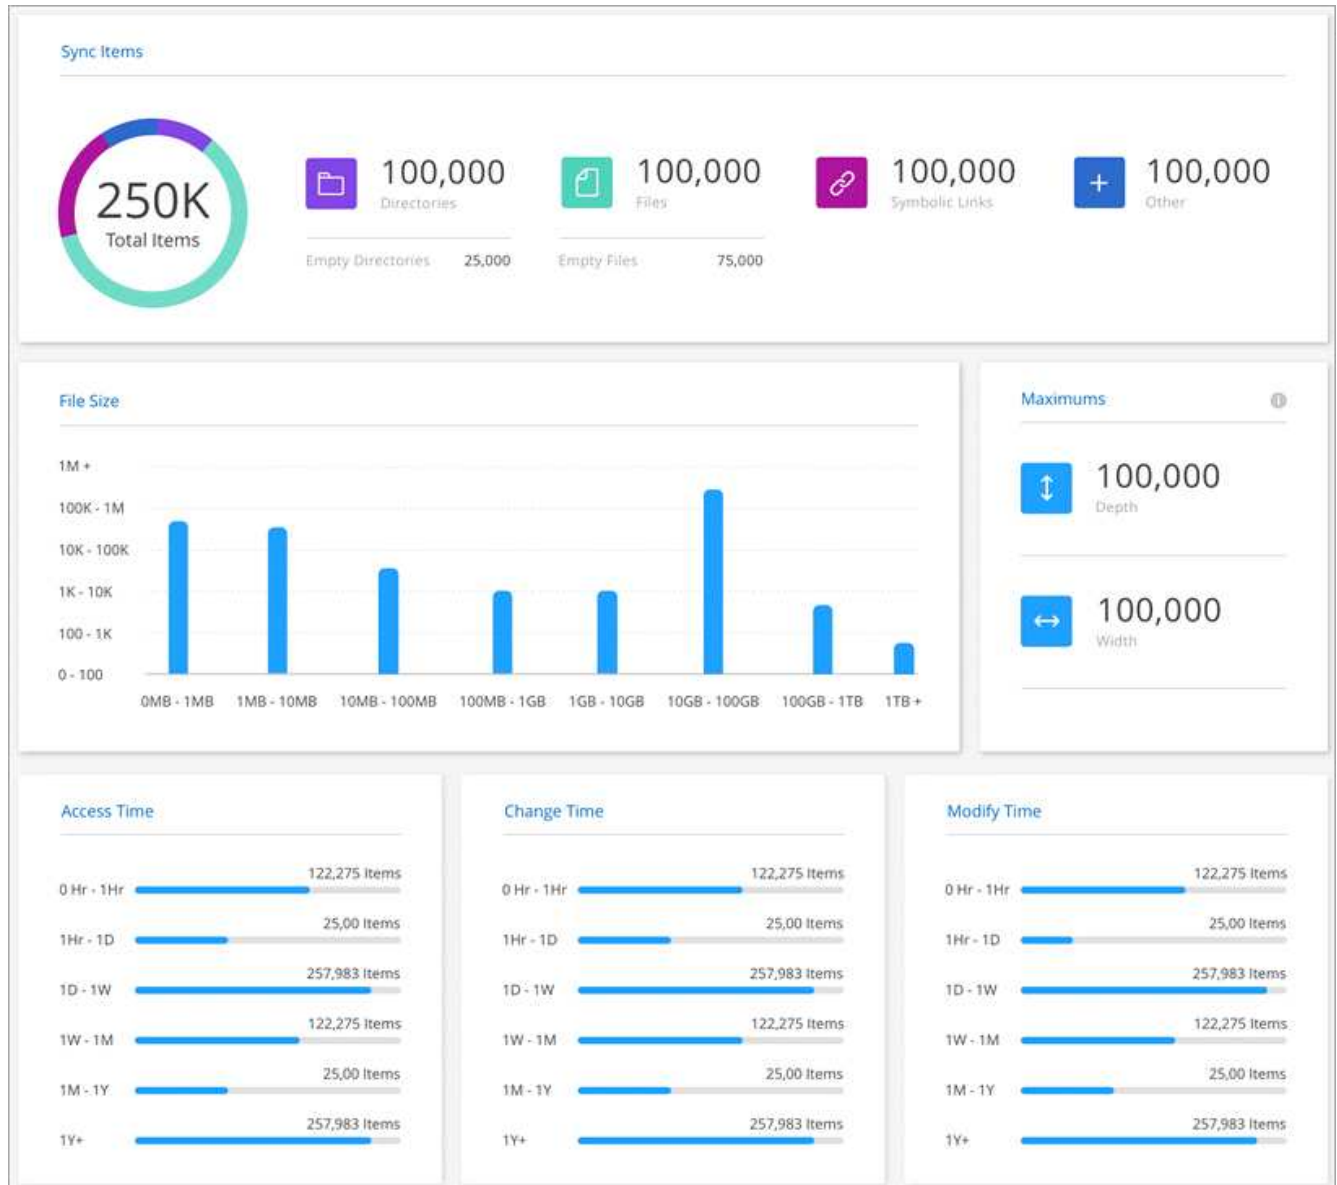 Sync Items
250K
Total Items
100,000
Directories
Empty Directories 25,000
100,000
Files
Empty Files 75,000
100,000
Symbolic Links
100,000
Other
File Size
1M +
100K - 1M
10K - 100K
1K - 10K
100 - 1K
0 - 100
0MB - 1MB 1MB - 10MB 10MB - 100MB 100MB - 1GB 1GB - 10GB 10GB - 100GB 100GB - 1TB 1TB +
Maximums
100,000
Depth
100,000
Width
Access Time
122,275 Items
0 Hr - 1Hr
25,00 Items
1Hr - 1D
257,983 Items
1D - 1W
122,275 Items
1W - 1M
25,00 Items
1M - 1Y
257,983 Items
1Y+
Change Time
122,275 Items
0 Hr - 1Hr
25,00 Items
1Hr - 1D
257,983 Items
1D - 1W
122,275 Items
1W - 1M
25,00 Items
1M - 1Y
257,983 Items
1Y+
Modify Time
122,275 Items
0 Hr - 1Hr
25,00 Items
1Hr - 1D
257,983 Items
1D - 1W
122,275 Items
1W - 1M
25,00 Items
1M - 1Y
257,983 Items
1Y+